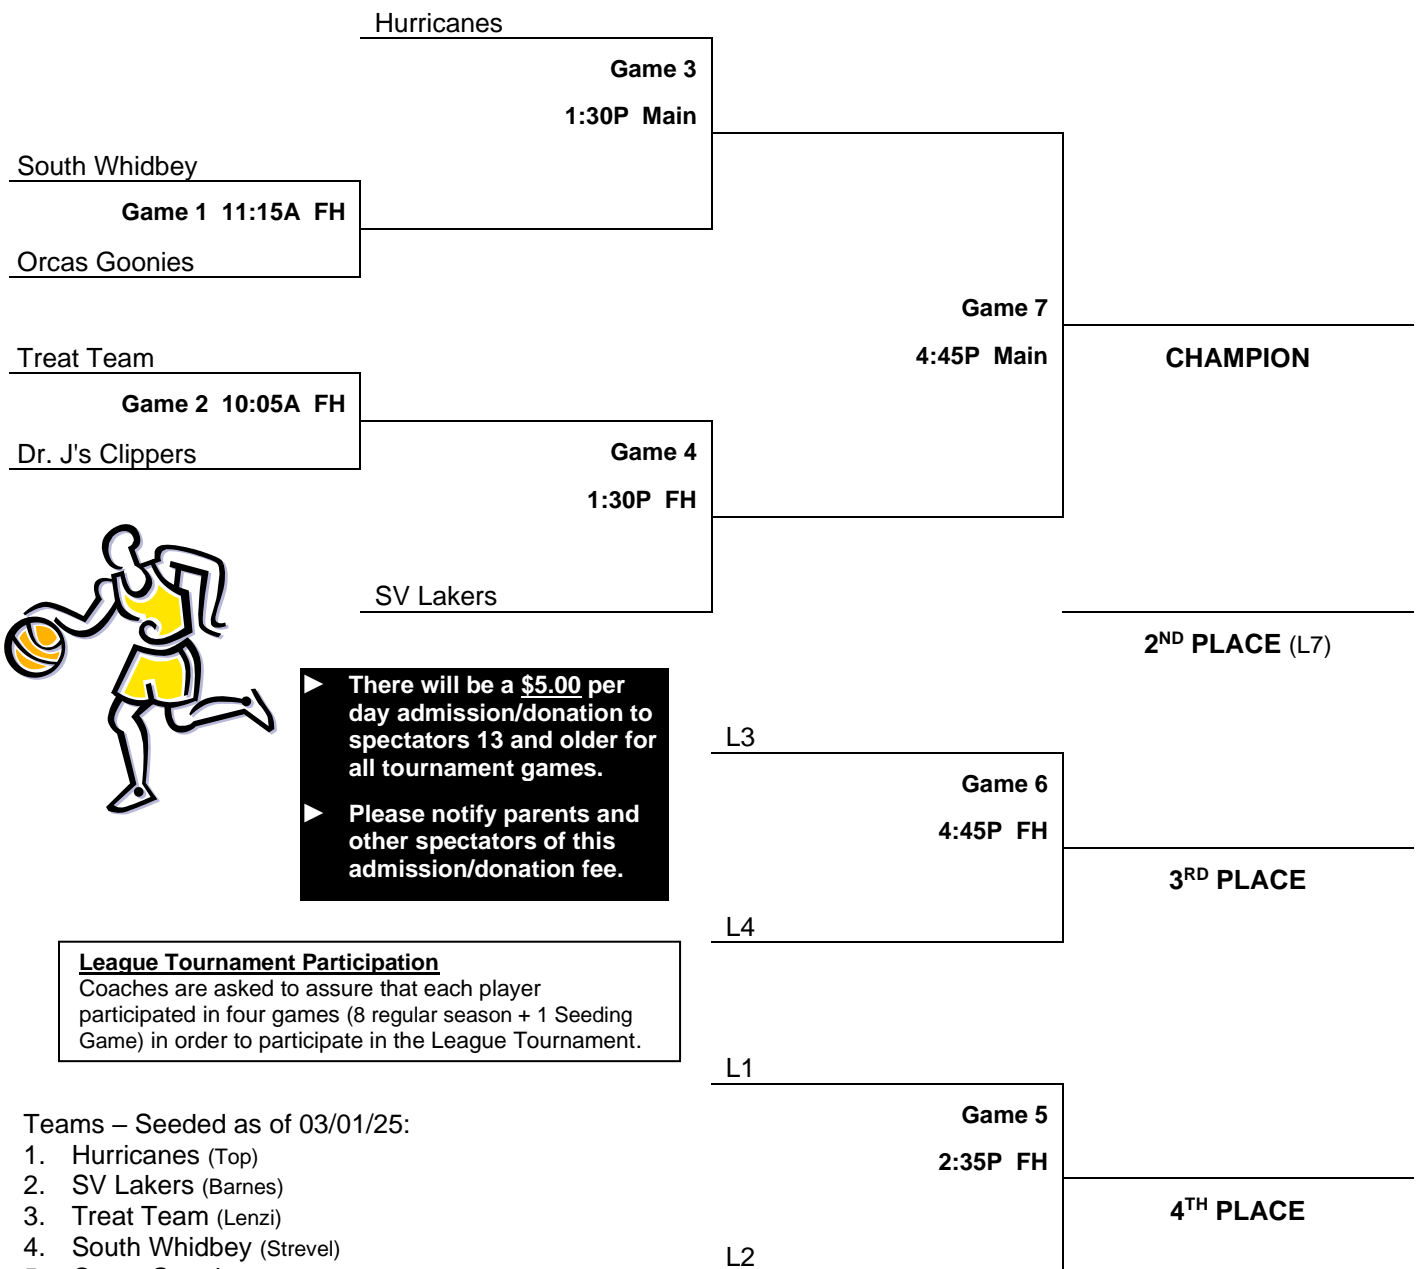 Hurricanes
Game 3
1:30P  Main
South Whidbey
Game 1  11:15A  FH
Orcas Goonies
Game 7
4:45P  Main
CHAMPION
Treat Team
Game 2  10:05A  FH
Dr. J's Clippers
Game 4
1:30P  FH
SV Lakers
2ND PLACE (L7)
► There will be a $5.00 per
day admission/donation to
spectators 13 and older for
all tournament games.
► Please notify parents and
other spectators of this
admission/donation fee.
L3
Game 6
4:45P  FH
3RD PLACE
L4
League Tournament Participation
Coaches are asked to assure that each player
participated in four games (8 regular season + 1 Seeding
Game) in order to participate in the League Tournament.
L1
Game 5
2:35P  FH
4TH PLACE
L2
Teams – Seeded as of 03/01/25:
1. Hurricanes (Top)
2. SV Lakers (Barnes)
3. Treat Team (Lenzi)
4. South Whidbey (Strevel)